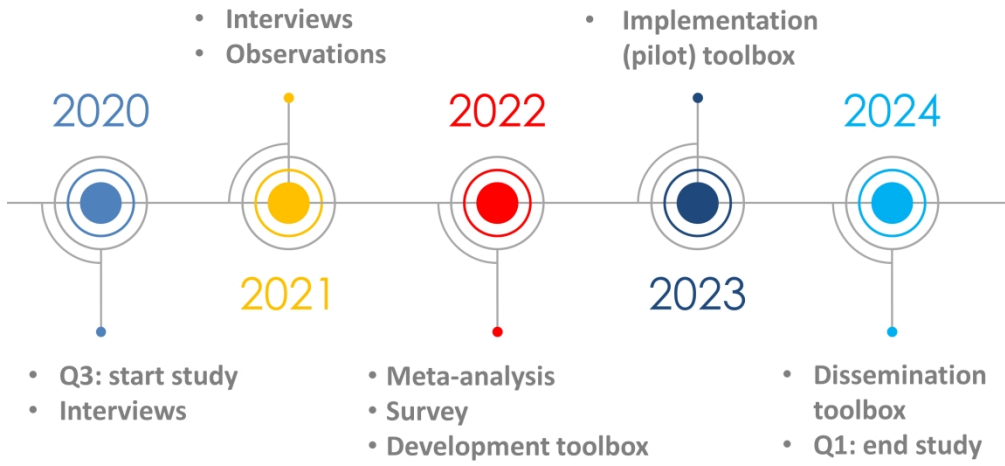 2020
• Q3: start study
• Interviews
• Interviews
• Observations
2021
2022
• Meta-analysis
• Survey
• Development toolbox
• Implementation
(pilot) toolbox
2023
2024
• Dissemination
toolbox
• Q1: end study